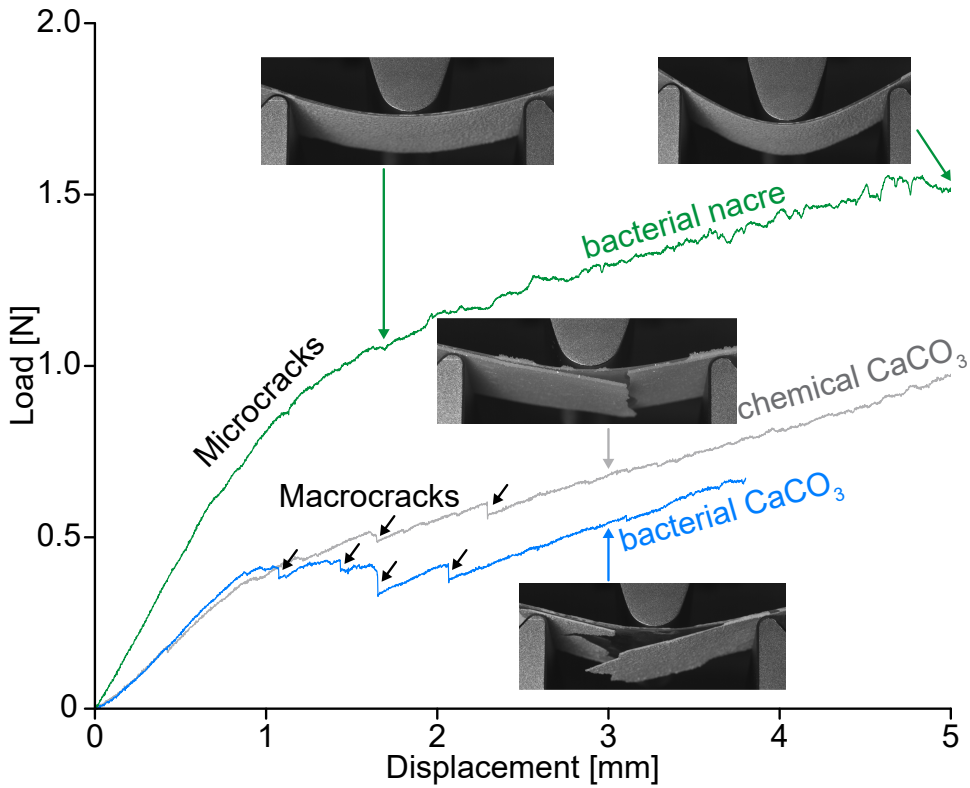 2.0
1.5
1.0
0.5
0
Load [N]
bacterial nacre
Microcracks
chemical CaCO₃
Macrocracks
bacterial CaCO₃
0 1 2 3 4 5
Displacement [mm]